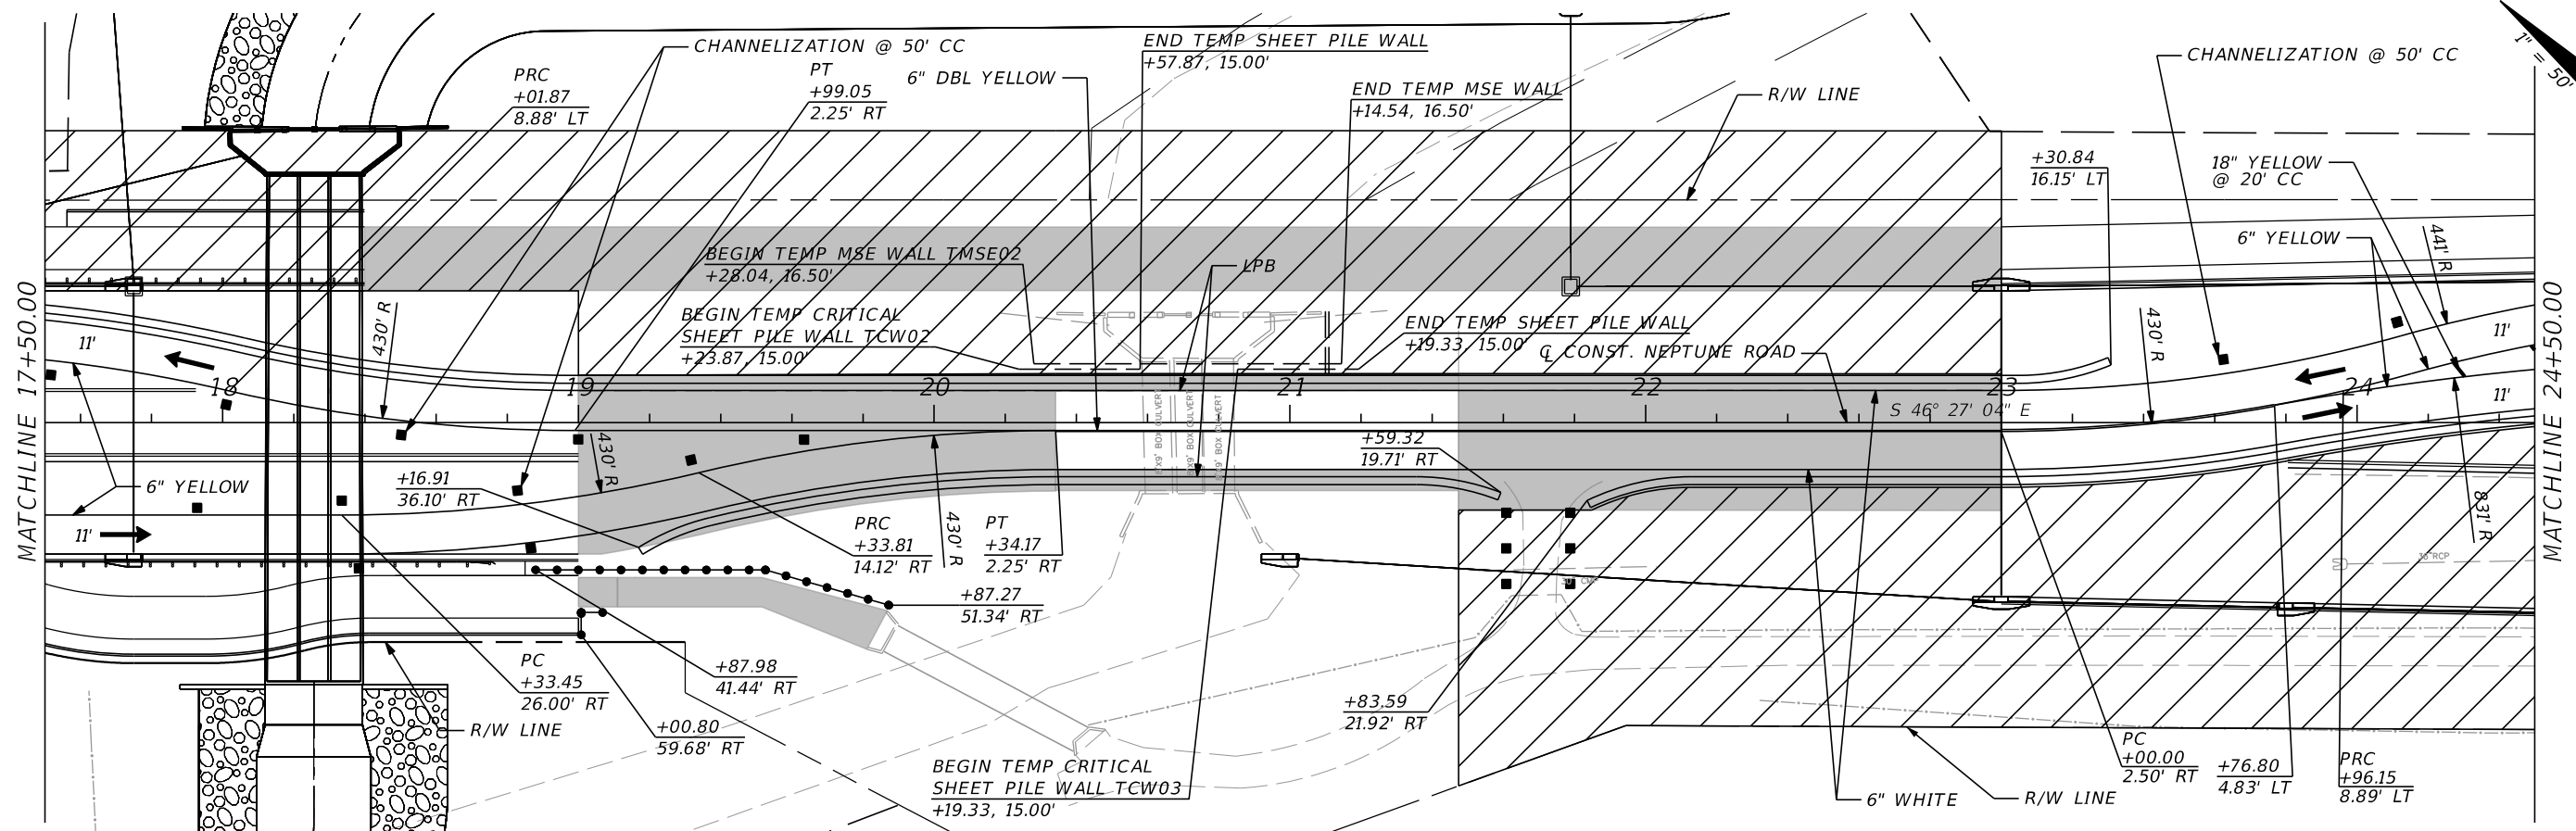 MATCHLINE 17+50.00
CHANNELIZATION @ 50' CC
PRC
+01.87
8.88' LT
PT
+99.05
2.25' RT
6" DBL YELLOW
END TEMP SHEET PILE WALL
+57.87, 15.00'
END TEMP MSE WALL
+14.54, 16.50'
R/W LINE
CHANNELIZATION @ 50' CC
1" = 50'
+30.84
16.15' LT
18" YELLOW
@ 20' CC
6" YELLOW
441' R
BEGIN TEMP MSE WALL TMSE02
+28.04, 16.50'
LPB
BEGIN TEMP CRITICAL
SHEET PILE WALL TCW02
+23.87, 15.00'
END TEMP SHEET PILE WALL
+19.33, 15.00'
℄ CONST. NEPTUNE ROAD
430' R
430' R
11'
11'
18
19
20
21
22
23
24
11'
S 46° 27' 04" E
BOX CULVERT
BOX CULVERT
BOX CULVERT
6" YELLOW
+16.91
36.10' RT
430' R
+59.32
19.71' RT
831' R
11'
PRC
+33.81
14.12' RT
430' R
PT
+34.17
2.25' RT
36"RCP
+87.27
51.34' RT
PC
+33.45
26.00' RT
+87.98
41.44' RT
R/W LINE
+00.80
59.68' RT
+83.59
21.92' RT
BEGIN TEMP CRITICAL
SHEET PILE WALL TCW03
+19.33, 15.00'
6" WHITE
R/W LINE
PC
+00.00
2.50' RT
+76.80
4.83' LT
PRC
+96.15
8.89' LT
MATCHLINE 24+50.00